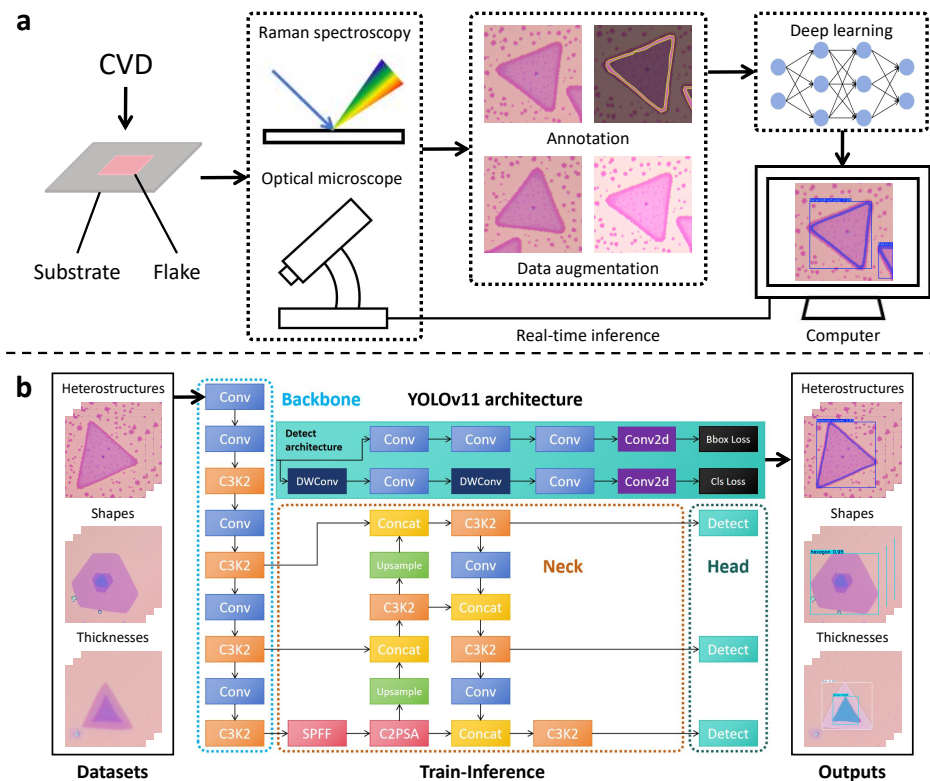 a
CVD
Substrate
Flake
Raman spectroscopy
Optical microscope
Annotation
Data augmentation
Deep learning
Real-time inference
Computer
b
Heterostructures
Shapes
Thicknesses
Datasets
Conv
Conv
C3K2
Conv
C3K2
Conv
C3K2
Conv
C3K2
Backbone
YOLOv11 architecture
Detect
architecture
Conv
Conv
Conv
Conv2d
Bbox Loss
DWConv
Conv
DWConv
Conv
Conv2d
Cls Loss
Concat
C3K2
Upsample
Conv
C3K2
Concat
Concat
C3K2
Upsample
Conv
SPFF
C2PSA
Concat
C3K2
Neck
Head
Detect
Detect
Detect
Train-Inference
Heterostructures
Shapes
hexagon 0.89
Thicknesses
Outputs